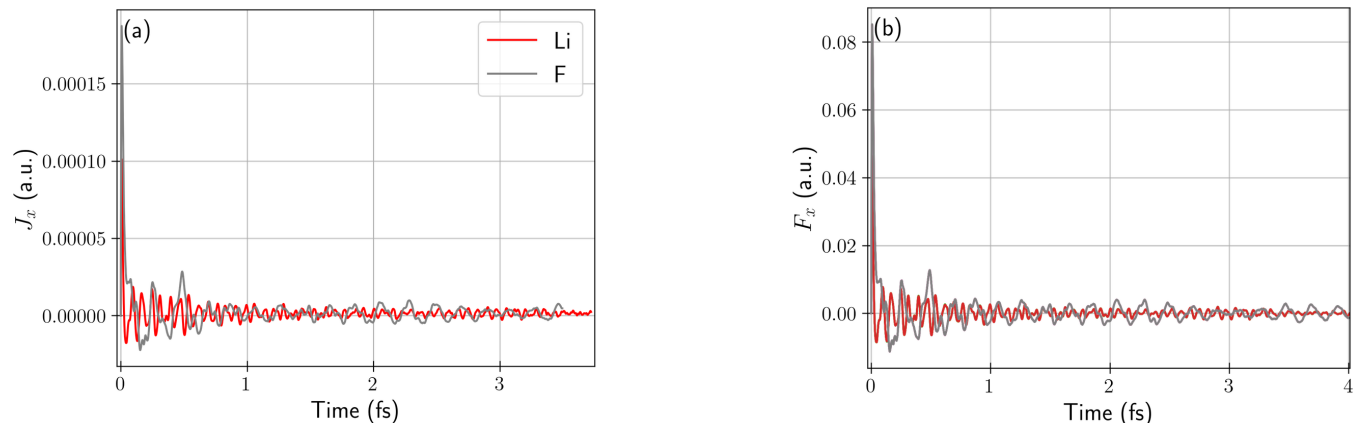 (a)
Li
F
0.00015
0.00010
0.00005
0.00000
J_x (a.u.)
0 1 2 3
Time (fs)
(b)
0.08
0.06
0.04
0.02
0.00
F_x (a.u.)
0 1 2 3 4
Time (fs)